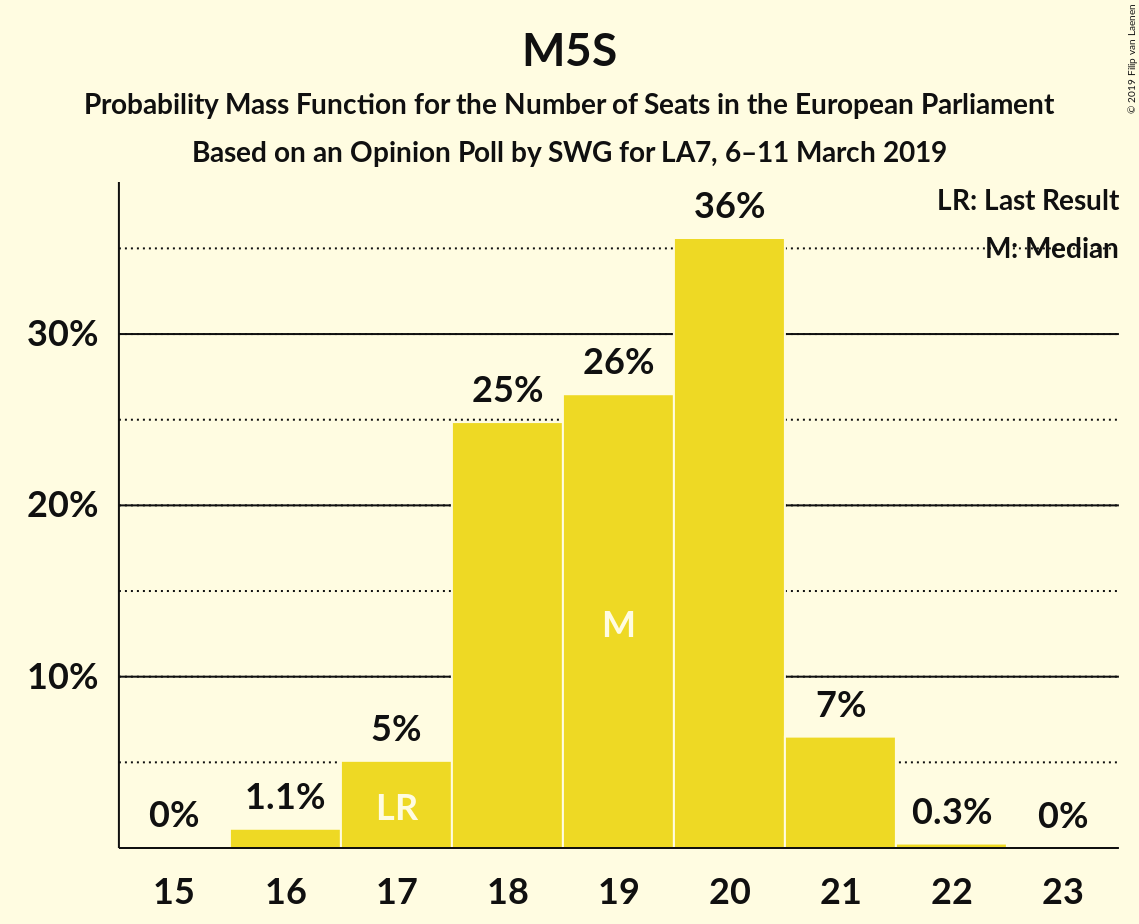 M5S
Probability Mass Function for the Number of Seats in the European Parliament
Based on an Opinion Poll by SWG for LA7, 6–11 March 2019
© 2019 Filip van Laenen
LR: Last Result
M: Median
30%
20%
10%
0%
1.1%
5%
25%
26%
36%
7%
0.3%
0%
LR
M
15 16 17 18 19 20 21 22 23